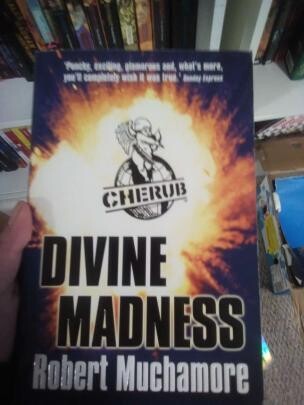 'Punchy, exciting, glamorous and, what's more,
you'll completely wish it was true.' Sunday Express
CHERUB
DIVINE
MADNESS
Robert Muchamore